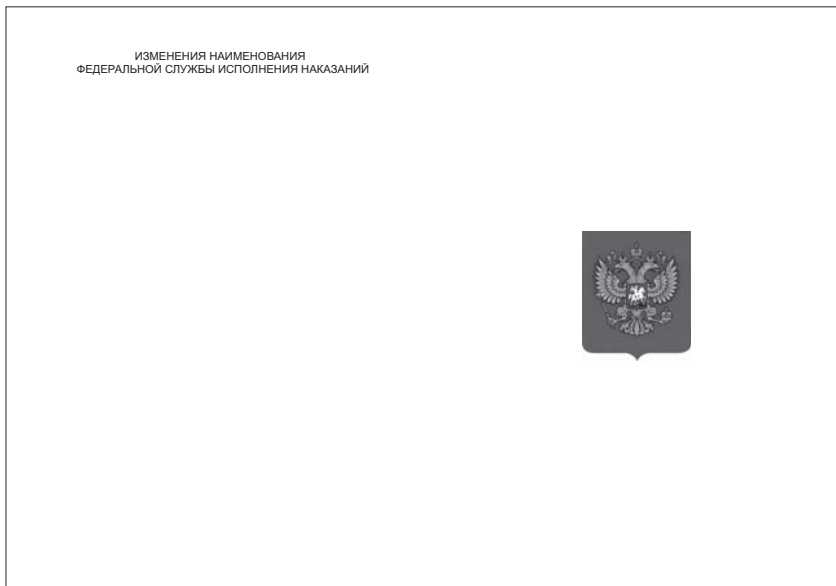 ИЗМЕНЕНИЯ НАИМЕНОВАНИЯ
ФЕДЕРАЛЬНОЙ СЛУЖБЫ ИСПОЛНЕНИЯ НАКАЗАНИЙ